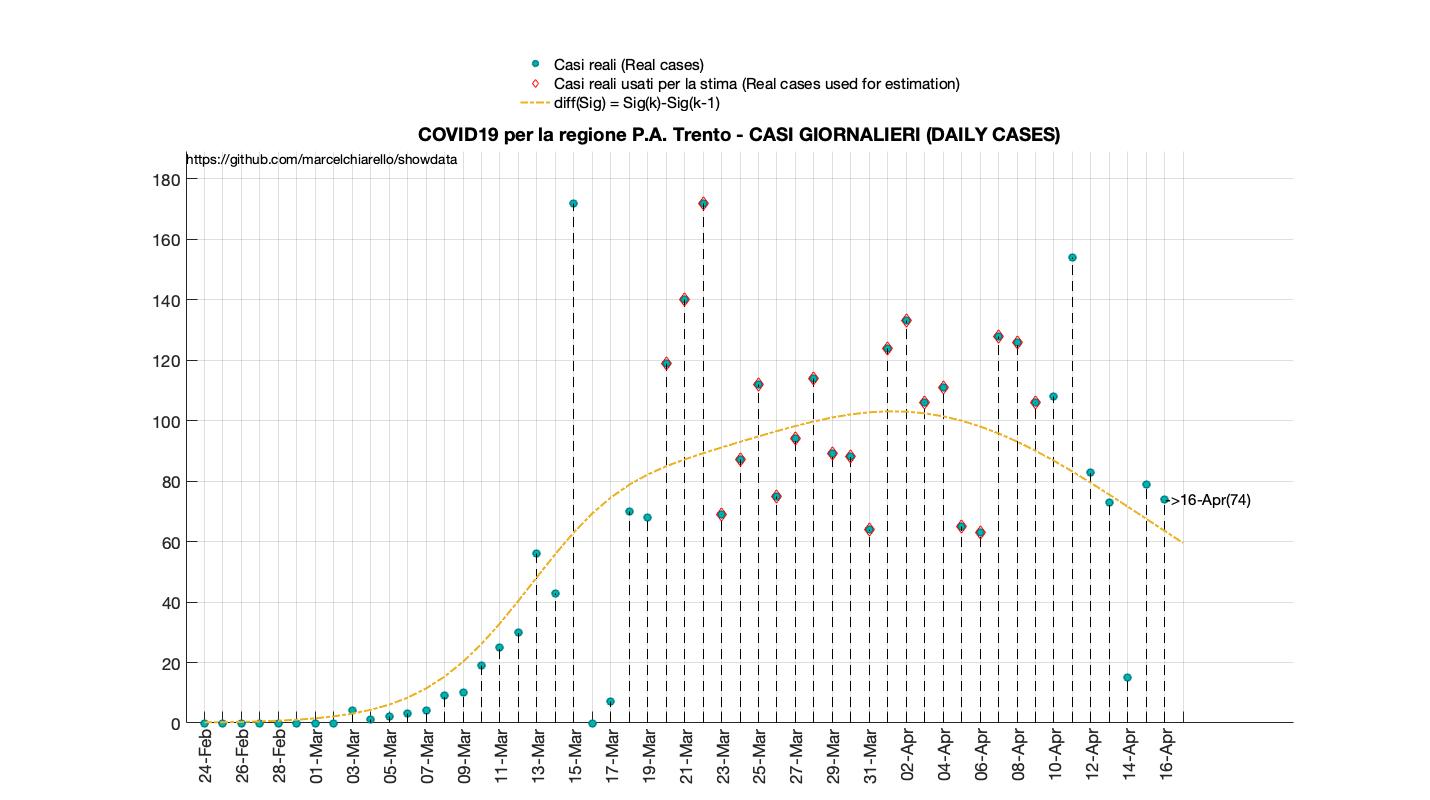 Casi reali (Real cases)
Casi reali usati per la stima (Real cases used for estimation)
diff(Sig) = Sig(k)-Sig(k-1)
COVID19 per la regione P.A. Trento - CASI GIORNALIERI (DAILY CASES)
https://github.com/marcelchiarello/showdata
180
160
140
120
100
80
60
40
20
0
->16-Apr(74)
24-Feb
26-Feb
28-Feb
01-Mar
03-Mar
05-Mar
07-Mar
09-Mar
11-Mar
13-Mar
15-Mar
17-Mar
19-Mar
21-Mar
23-Mar
25-Mar
27-Mar
29-Mar
31-Mar
02-Apr
04-Apr
06-Apr
08-Apr
10-Apr
12-Apr
14-Apr
16-Apr